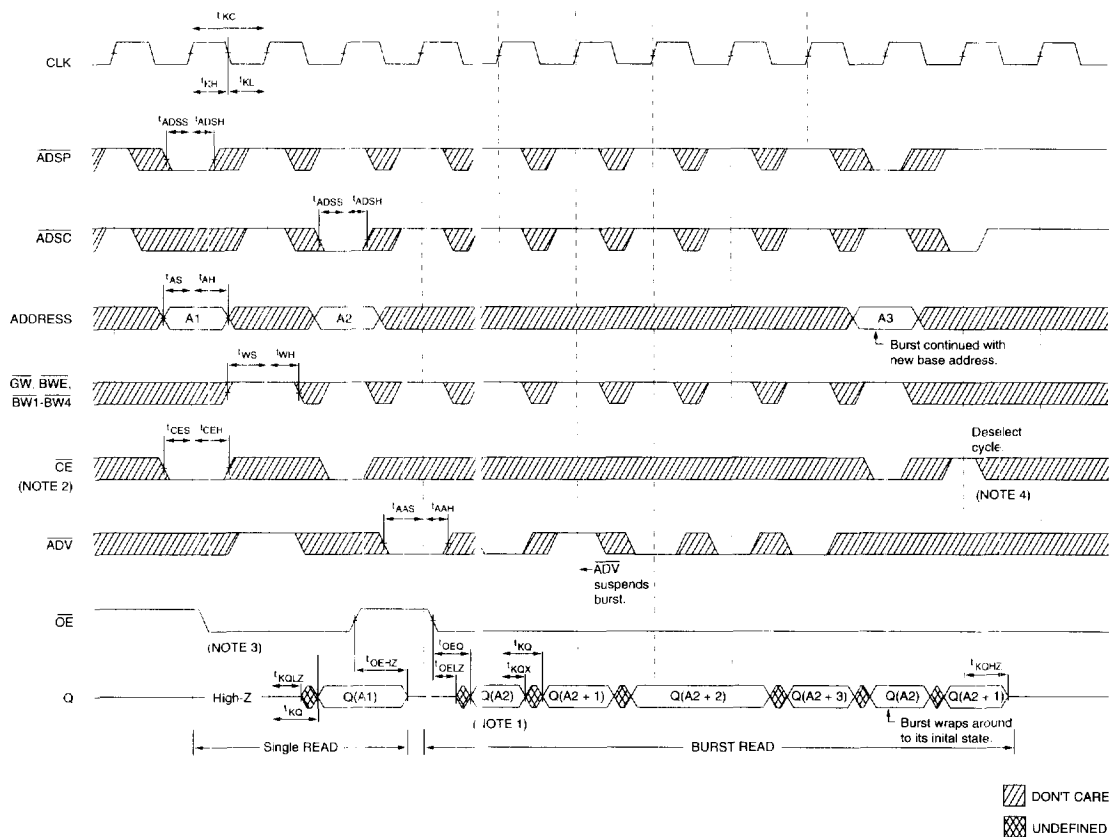 tKC
CLK
tKH
tKL
tADSS
tADSH
ADSP
tADSS
tADSH
ADSC
tAS
tAH
ADDRESS
A1
A2
A3
Burst continued with
new base address.
tWS
tWH
GW, BWE,
BW1-BW4
tCES
tCEH
Deselect
cycle.
CE
(NOTE 2)
(NOTE 4)
tAAS
tAAH
ADV
ADV
suspends
burst.
OE
(NOTE 3)
tOEHZ
tOEQ
tOELZ
tKQ
tKQX
tKQHZ
tKQLZ
Q
High-Z
Q(A1)
Q(A2)
Q(A2 + 1)
Q(A2 + 2)
Q(A2 + 3)
Q(A2)
Q(A2 + 1)
tKQ
(NOTE 1)
Burst wraps around
to its inital state.
Single READ
BURST READ
DON'T CARE
UNDEFINED